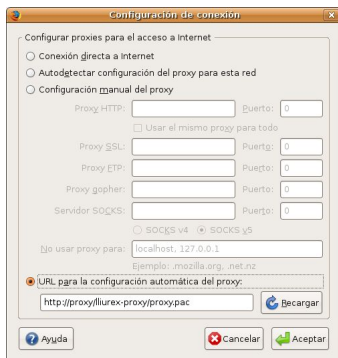 Configuración de conexión
Configurar proxies para el acceso a Internet
Conexión directa a Internet
Autodetectar configuración del proxy para esta red
Configuración manual del proxy
Proxy HTTP: Puerto: 0
Usar el mismo proxy para todo
Proxy SSL: Puerto: 0
Proxy FTP: Puerto: 0
Proxy gopher: Puerto: 0
Servidor SOCKS: Puerto: 0
SOCKS v4 SOCKS v5
No usar proxy para: localhost, 127.0.0.1
Ejemplo: .mozilla.org, .net.nz
URL para la configuración automática del proxy:
http://proxy/lliurex-proxy/proxy.pac Recargar
Ayuda Cancelar Aceptar